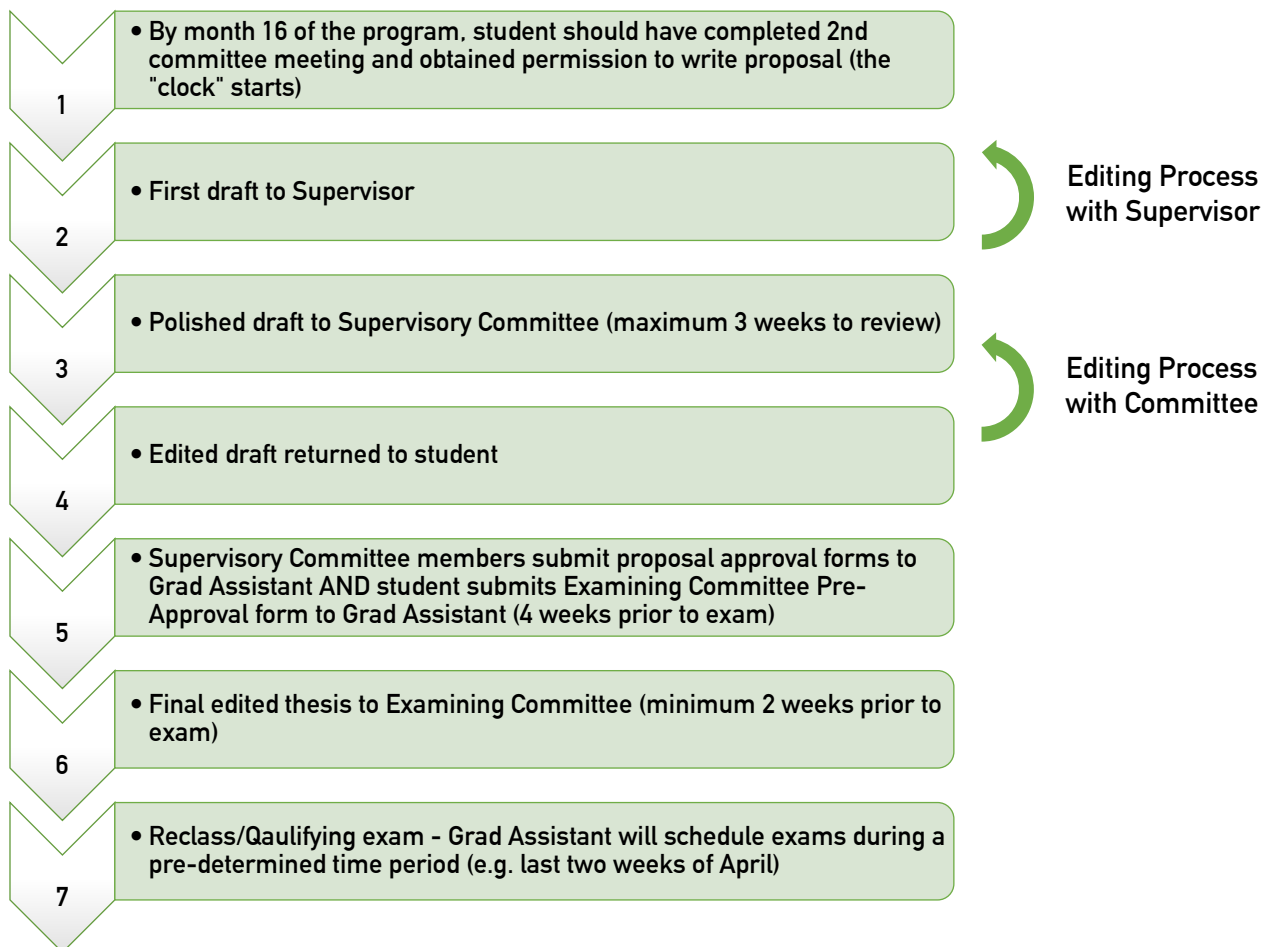 • By month 16 of the program, student should have completed 2nd
committee meeting and obtained permission to write proposal (the
"clock" starts)
1
• First draft to Supervisor
2
Editing Process
with Supervisor
• Polished draft to Supervisory Committee (maximum 3 weeks to review)
3
Editing Process
with Committee
• Edited draft returned to student
4
• Supervisory Committee members submit proposal approval forms to
Grad Assistant AND student submits Examining Committee Pre-
Approval form to Grad Assistant (4 weeks prior to exam)
5
• Final edited thesis to Examining Committee (minimum 2 weeks prior to
exam)
6
• Reclass/Qaulifying exam - Grad Assistant will schedule exams during a
pre-determined time period (e.g. last two weeks of April)
7